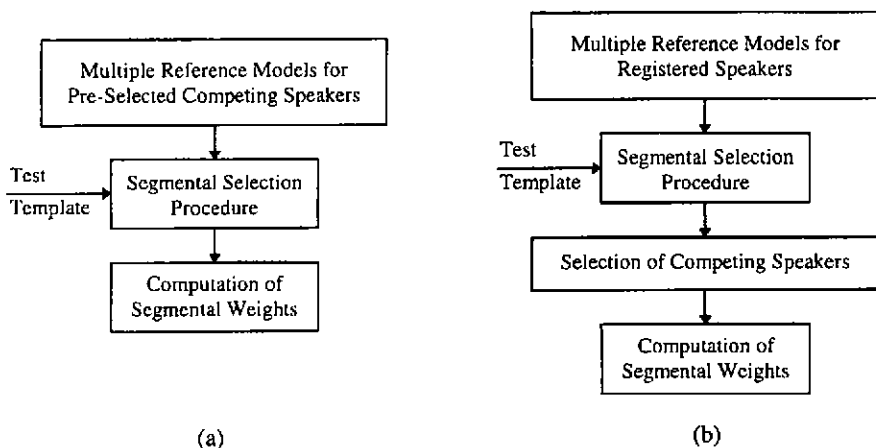 Multiple Reference Models for
Pre-Selected Competing Speakers
Test
Template
Segmental Selection
Procedure
Computation of
Segmental Weights
(a)
Multiple Reference Models for
Registered Speakers
Test
Template
Segmental Selection
Procedure
Selection of Competing Speakers
Computation of
Segmental Weights
(b)